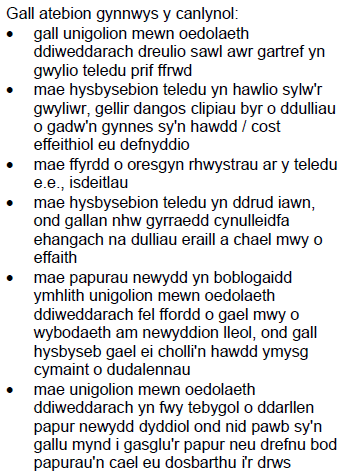 Gall atebion gynnwys y canlynol:
• gall unigolion mewn oedolaeth
ddiweddarach dreulio sawl awr gartref yn
gwylio teledu prif ffrwd
• mae hysbysebion teledu yn hawlio sylw'r
gwyliwr, gellir dangos clipiau byr o ddulliau
o gadw'n gynnes sy'n hawdd / cost
effeithiol eu defnyddio
• mae ffyrdd o oresgyn rhwystrau ar y teledu
e.e., isdeitlau
• mae hysbysebion teledu yn ddrud iawn,
ond gallan nhw gyrraedd cynulleidfa
ehangach na dulliau eraill a chael mwy o
effaith
• mae papurau newydd yn boblogaidd
ymhlith unigolion mewn oedolaeth
ddiweddarach fel ffordd o gael mwy o
wybodaeth am newyddion lleol, ond gall
hysbyseb gael ei cholli'n hawdd ymysg
cymaint o dudalennau
• mae unigolion mewn oedolaeth
ddiweddarach yn fwy tebygol o ddarllen
papur newydd dyddiol ond nid pawb sy'n
gallu mynd i gasglu'r papur neu drefnu bod
papurau'n cael eu dosbarthu i'r drws